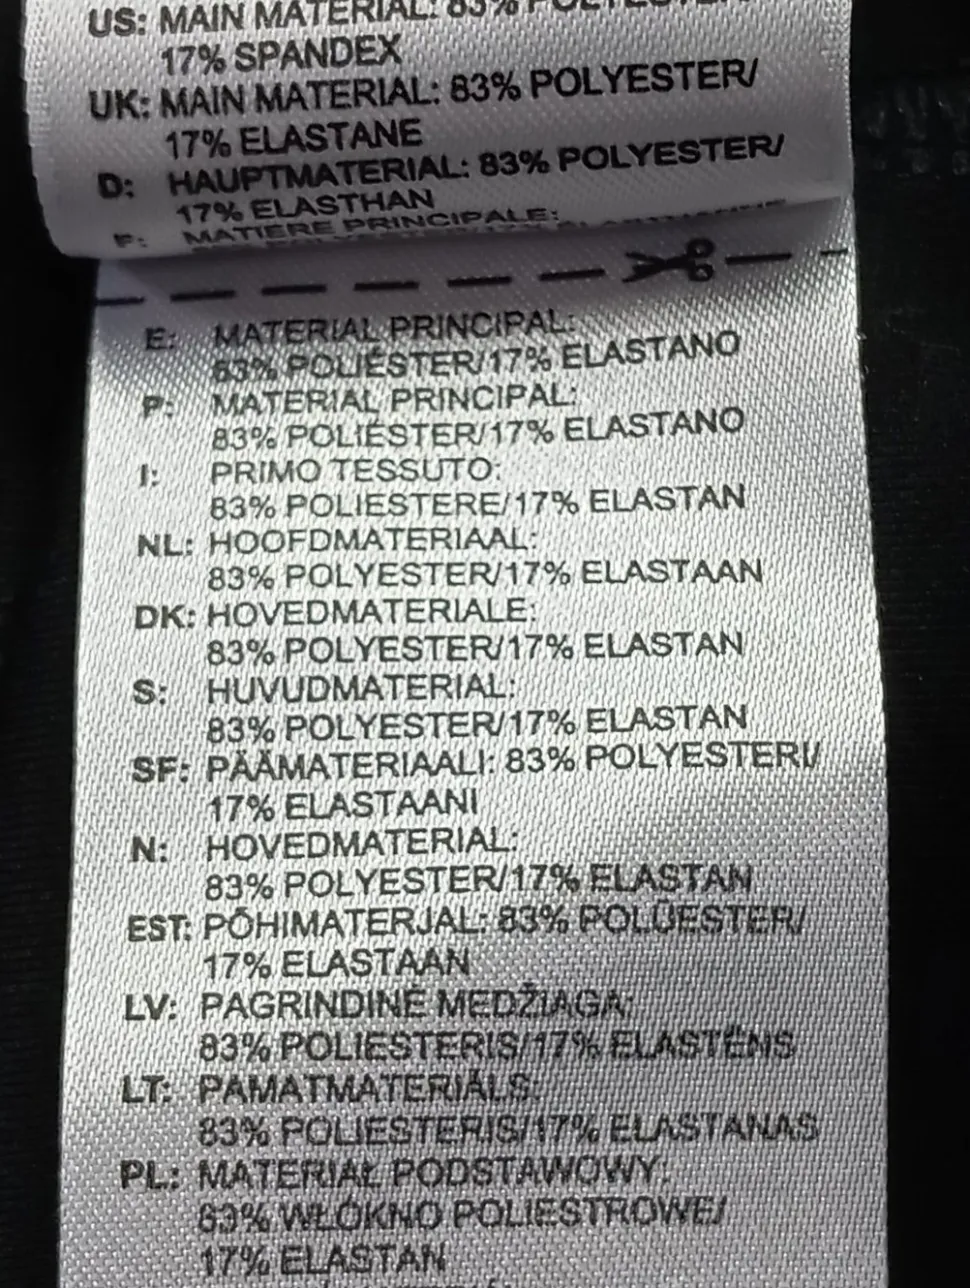 US: MAIN MATERIAL: 83% POLYESTER/
17% SPANDEX
UK: MAIN MATERIAL: 83% POLYESTER/
17% ELASTANE
D: HAUPTMATERIAL: 83% POLYESTER/
17% ELASTHAN
F: MATIERE PRINCIPALE:
E: MATERIAL PRINCIPAL:
83% POLIÉSTER/17% ELASTANO
P: MATERIAL PRINCIPAL:
83% POLIÉSTER/17% ELASTANO
I: PRIMO TESSUTO:
83% POLIESTERE/17% ELASTAN
NL: HOOFDMATERIAAL:
83% POLYESTER/17% ELASTAAN
DK: HOVEDMATERIALE:
83% POLYESTER/17% ELASTAN
S: HUVUDMATERIAL:
83% POLYESTER/17% ELASTAN
SF: PÄÄMATERIAALI: 83% POLYESTERI/
17% ELASTAANI
N: HOVEDMATERIAL:
83% POLYESTER/17% ELASTAN
EST: PÕHIMATERJAL: 83% POLÜESTER/
17% ELASTAAN
LV: PAGRINDINĖ MEDŽIAGA:
83% POLIESTERIS/17% ELASTĒNS
LT: PAMATMATERIĀLS:
83% POLIESTERIS/17% ELASTANAS
PL: MATERIAŁ PODSTAWOWY:
83% WŁÓKNO POLIESTROWE/
17% ELASTAN